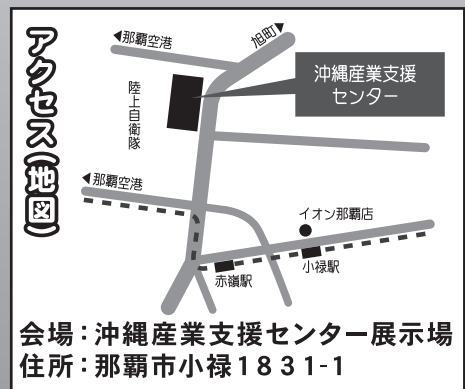 アクセス(地図)
◀那覇空港
旭町▶
陸上自衛隊
沖縄産業支援
センター
◀那覇空港
イオン那覇店
赤嶺駅
小禄駅
会場:沖縄産業支援センター展示場
住所:那覇市小禄1831-1